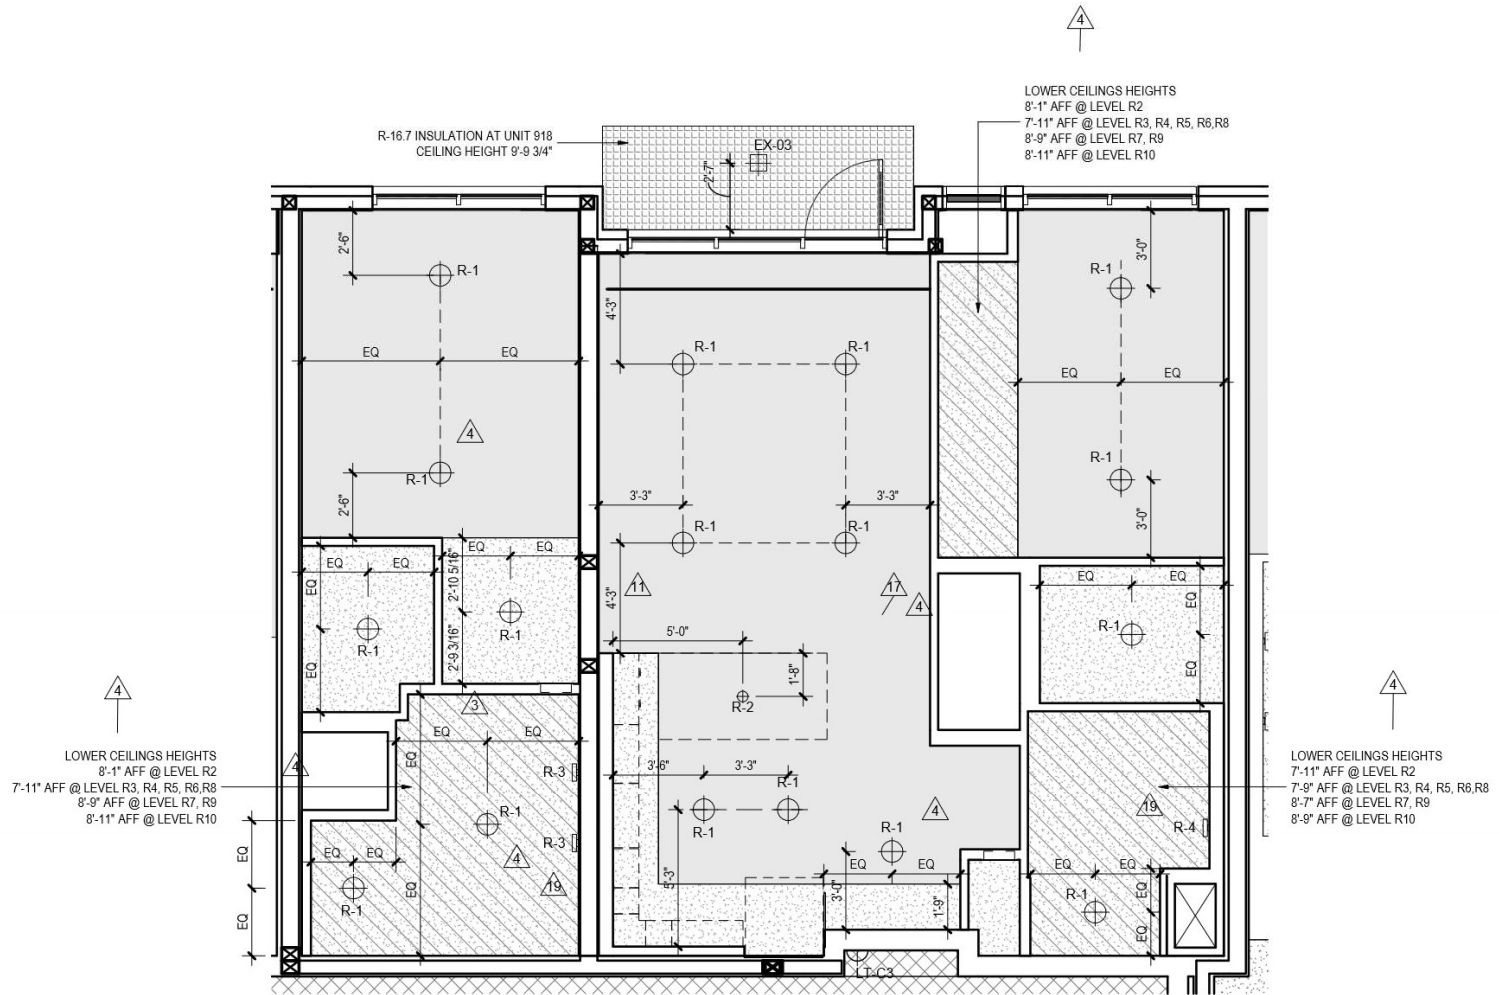 4
LOWER CEILINGS HEIGHTS
8'-1" AFF @ LEVEL R2
7'-11" AFF @ LEVEL R3, R4, R5, R6,R8
8'-9" AFF @ LEVEL R7, R9
8'-11" AFF @ LEVEL R10
R-16.7 INSULATION AT UNIT 918
CEILING HEIGHT 9'-9 3/4"
EX-03
2'-7"
2'-6"
R-1
4'-3"
3'-0"
R-1
R-1
R-1
EQ
EQ
EQ
EQ
4
R-1
R-1
2'-6"
3'-3"
3'-3"
3'-0"
R-1
R-1
EQ
EQ
EQ
EQ
EQ
2'-10 5/16"
R-1
2'-9 3/16"
EQ
R-1
EQ
11
4'-3"
17
4
5'-0"
1'-8"
R-2
EQ
EQ
EQ
R-1
EQ
4
3
4
LOWER CEILINGS HEIGHTS
8'-1" AFF @ LEVEL R2
7'-11" AFF @ LEVEL R3, R4, R5, R6,R8
8'-9" AFF @ LEVEL R7, R9
8'-11" AFF @ LEVEL R10
4
EQ
EQ
EQ
R-3
R-1
R-3
4
19
EQ
EQ
R-1
EQ
EQ
EQ
3'-6"
3'-3"
R-1
R-1
4
R-1
EQ
EQ
5'-3"
3'-0"
1'-9"
LT-C3
19
R-4
EQ
EQ
R-1
EQ
EQ
LOWER CEILINGS HEIGHTS
7'-11" AFF @ LEVEL R2
7'-9" AFF @ LEVEL R3, R4, R5, R6,R8
8'-7" AFF @ LEVEL R7, R9
8'-9" AFF @ LEVEL R10